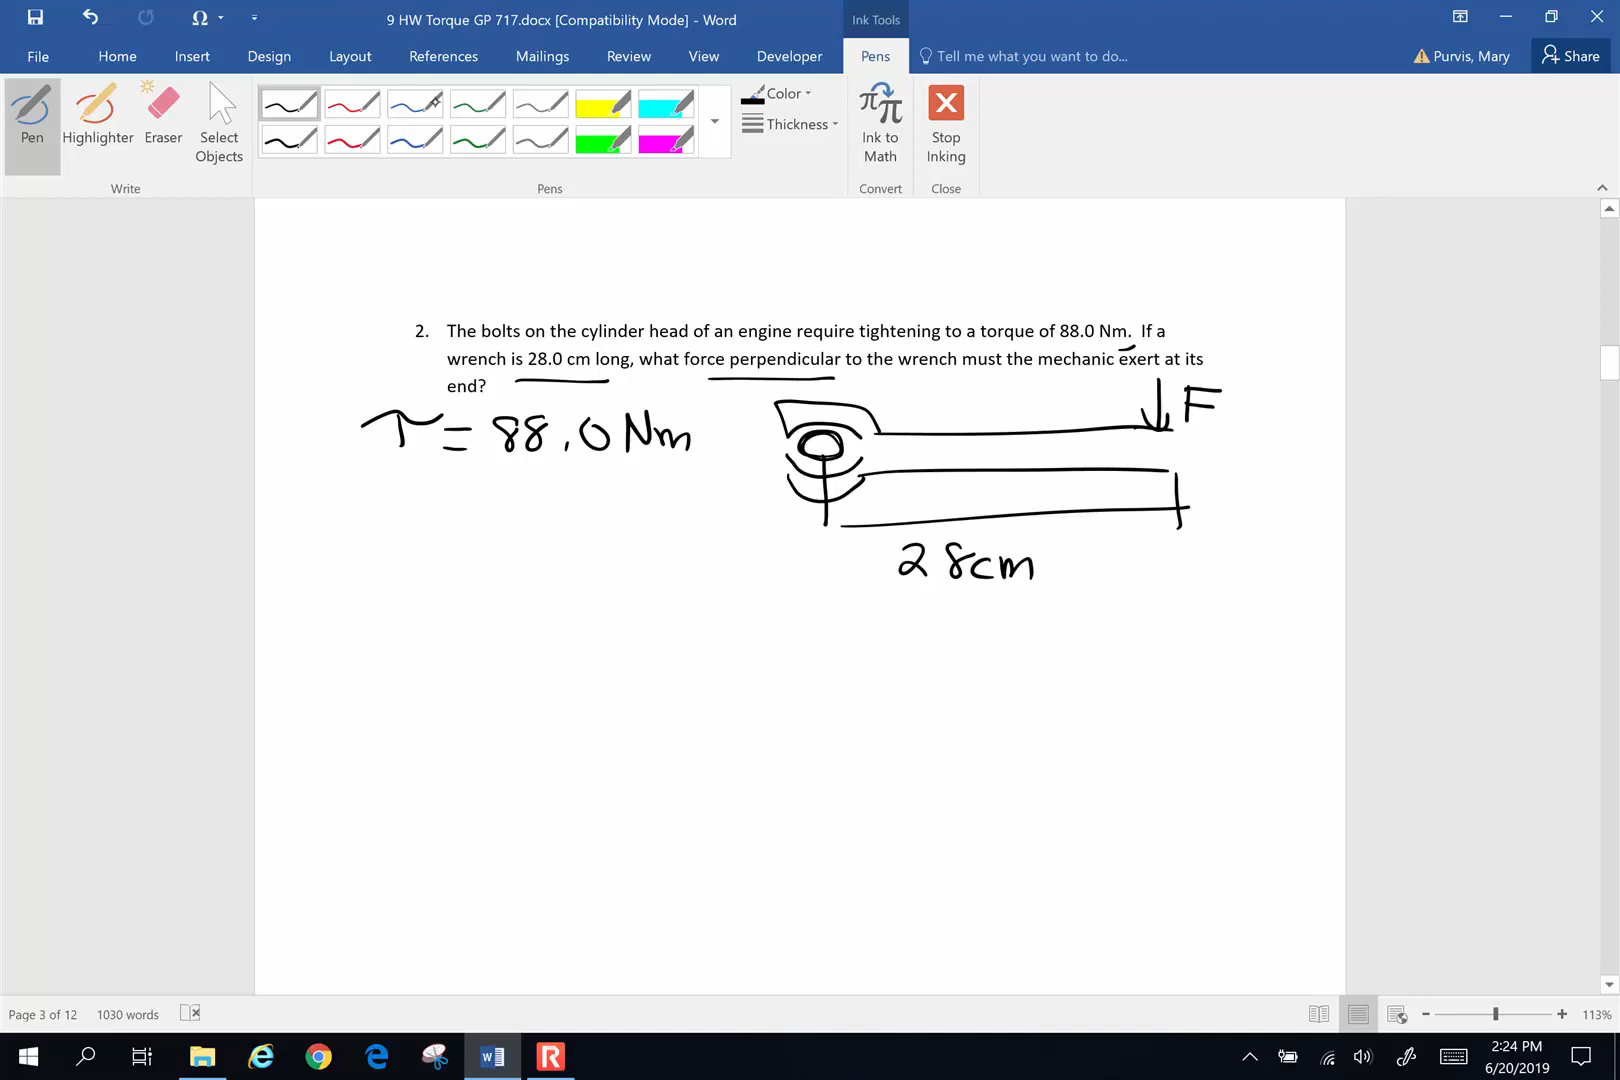 9 HW Torque GP 717.docx [Compatibility Mode] - Word
Ink Tools
File Home Insert Design Layout References Mailings Review View Developer Pens Tell me what you want to do... Purvis, Mary Share
Pen
Highlighter
Eraser
Select Objects
Write
Pens
Color
Thickness
Ink to Math
Convert
Stop Inking
Close
2. The bolts on the cylinder head of an engine require tightening to a torque of 88.0 Nm. If a
wrench is 28.0 cm long, what force perpendicular to the wrench must the mechanic exert at its
end?
F
τ = 88.0 Nm
28cm
Page 3 of 12 1030 words
113%
2:24 PM
6/20/2019